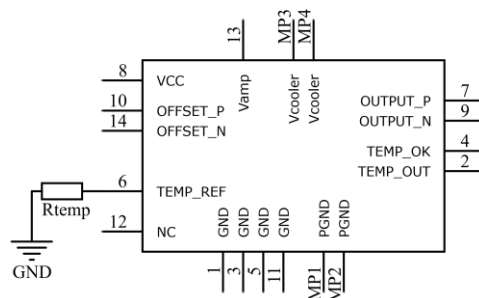 13
MP3
MP4
8
VCC
Vamp
Vcooler
Vcooler
10
OFFSET_P
14
OFFSET_N
OUTPUT_P
7
OUTPUT_N
9
TEMP_OK
4
TEMP_OUT
2
6
TEMP_REF
Rtemp
12
NC
GND
GND
GND
GND
PGND
PGND
GND
1
3
5
11
MP1
MP2